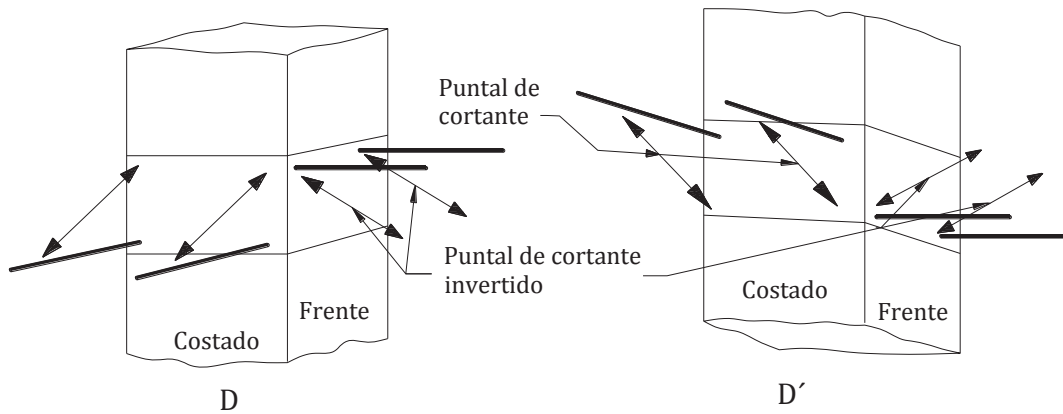 Puntal de
cortante
Puntal de cortante
invertido
Frente
Costado
D
Costado
Frente
D´